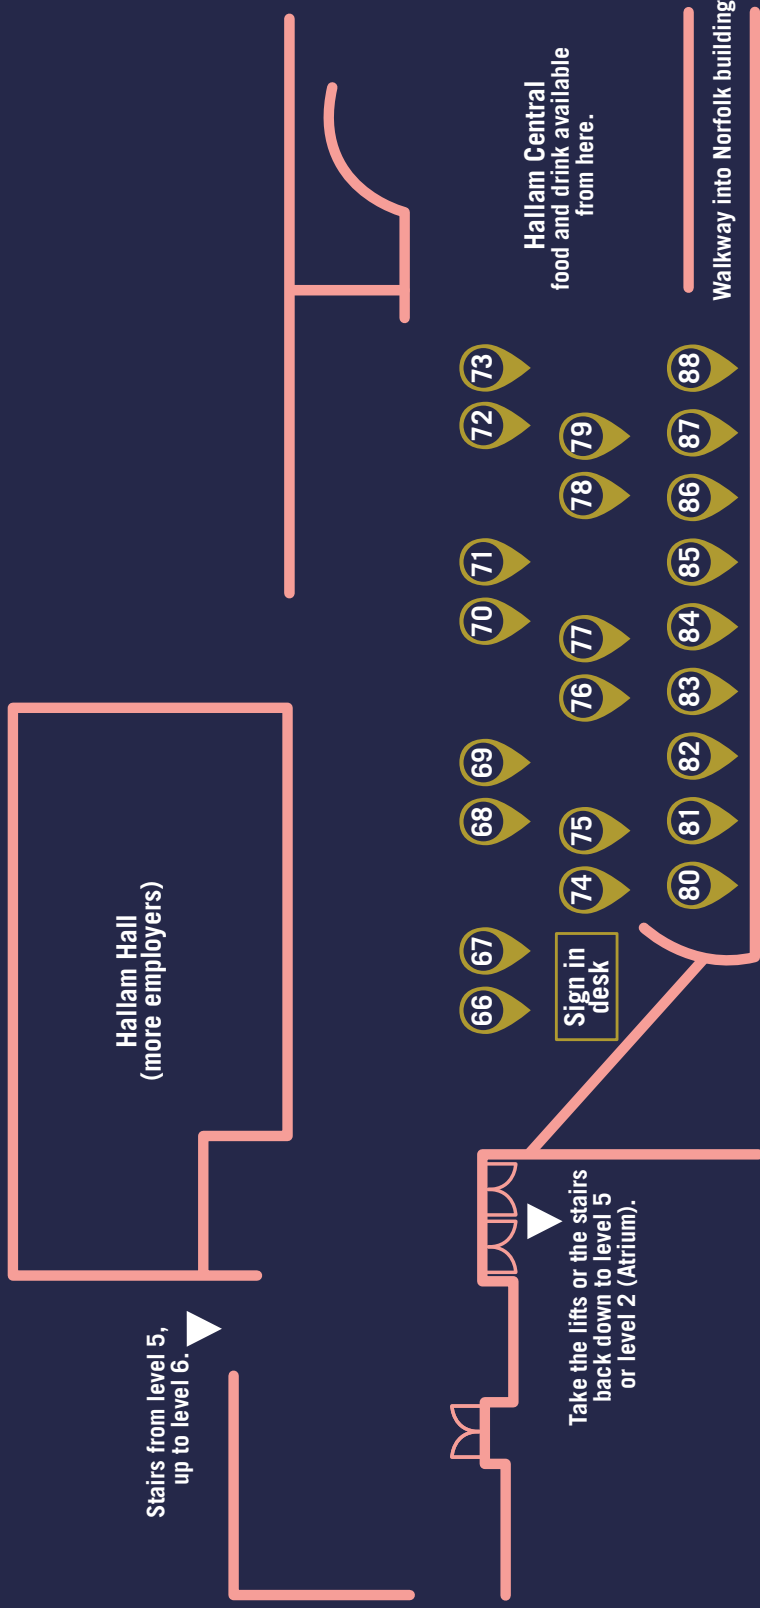 Hallam Hall
(more employers)
Stairs from level 5,
up to level 6.
Hallam Central
food and drink available
from here.
66
67
68
69
70
71
72
73
Sign in
desk
74
75
76
77
78
79
Take the lifts or the stairs
back down to level 5
or level 2 (Atrium).
80
81
82
83
84
85
86
87
88
Walkway into Norfolk building